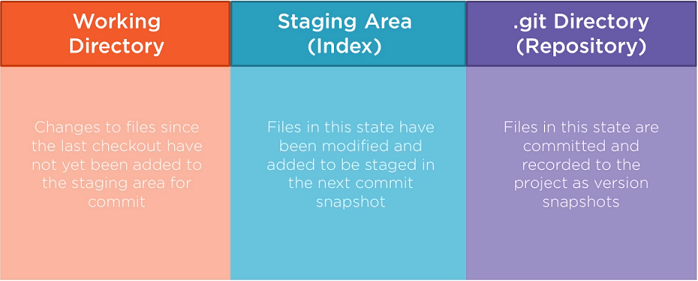 Working
Directory
Staging Area
(Index)
.git Directory
(Repository)
Changes to files since
the last checkout have
not yet been added to
the staging area for
commit
Files in this state have
been modified and
added to be staged in
the next commit
snapshot
Files in this state are
committed and
recorded to the
project as version
snapshots